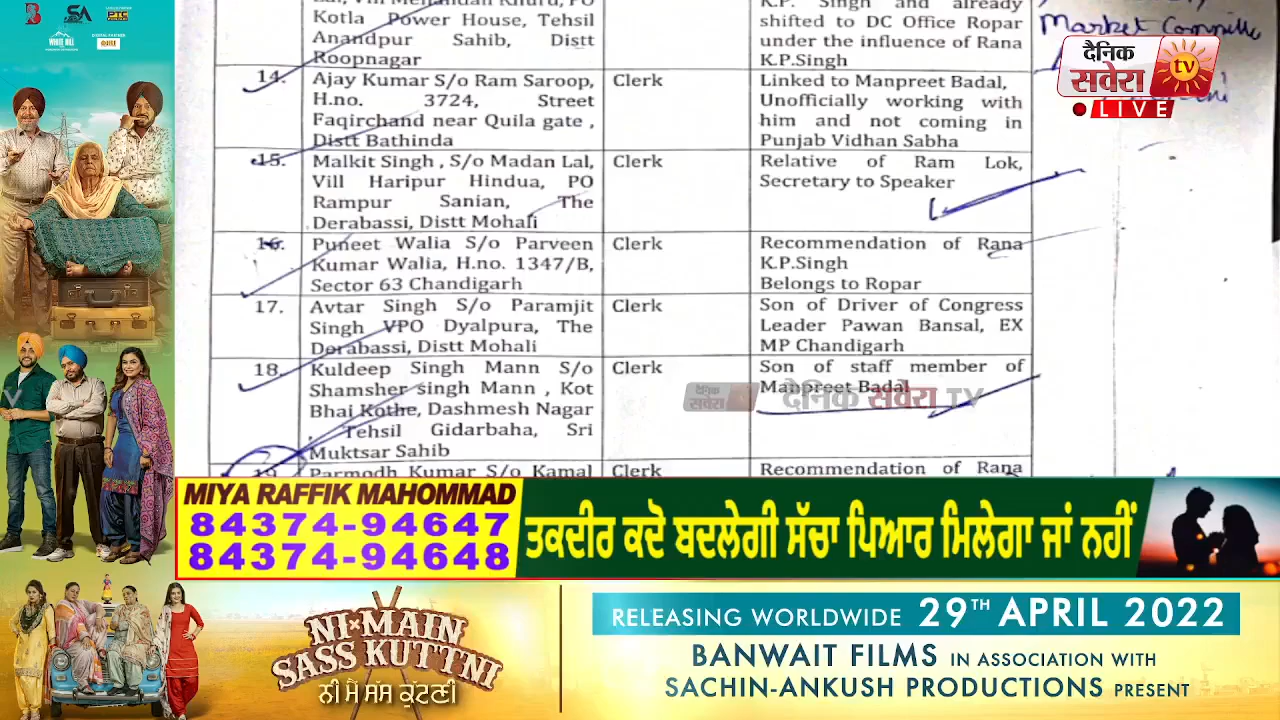 PTC
WHITE HILL
Kotla Power House, Tehsil
Anandpur Sahib, Distt
Roopnagar
K.P. Singh and already
shifted to DC Office Ropar
under the influence of Rana
K.P.Singh
Market
दैनिक
सवेरा
tv
LIVE
14. Ajay Kumar S/o Ram Saroop, Clerk Linked to Manpreet Badal,
H.no. 3724, Street Unofficially working with
Faqirchand near Quila gate , him and not coming in
Distt Bathinda Punjab Vidhan Sabha
15. Malkit Singh , S/o Madan Lal, Clerk Relative of Ram Lok,
Vill Haripur Hindua, PO Secretary to Speaker
Rampur Sanian, The
Derabassi, Distt Mohali
16. Puneet Walia S/o Parveen Clerk Recommendation of Rana
Kumar Walia, H.no. 1347/B, K.P.Singh
Sector 63 Chandigarh Belongs to Ropar
17. Avtar Singh S/o Paramjit Clerk Son of Driver of Congress
Singh VPO Dyalpura, The Leader Pawan Bansal, EX
Derabassi, Distt Mohali MP Chandigarh
18. Kuldeep Singh Mann S/o Clerk Son of staff member of
Shamsher singh Mann , Kot Manpreet Badal
Bhai Kothe, Dashmesh Nagar
Tehsil Gidarbaha, Sri
Muktsar Sahib
दैनिक सवेरा TV
19. Parmodh Kumar S/o Kamal Clerk Recommendation of Rana
MIYA RAFFIK MAHOMMAD
84374-94647
84374-94648
ਤਕਦੀਰ ਕਦੋ ਬਦਲੇਗੀ ਸੱਚਾ ਪਿਆਰ ਮਿਲੇਗਾ ਜਾਂ ਨਹੀਂ
NI MAIN
SASS KUTTNI
ਨੀ ਮੈਂ ਸੱਸ ਕੁੱਟਣੀ
RELEASING WORLDWIDE 29TH APRIL 2022
BANWAIT FILMS IN ASSOCIATION WITH
SACHIN-ANKUSH PRODUCTIONS PRESENT